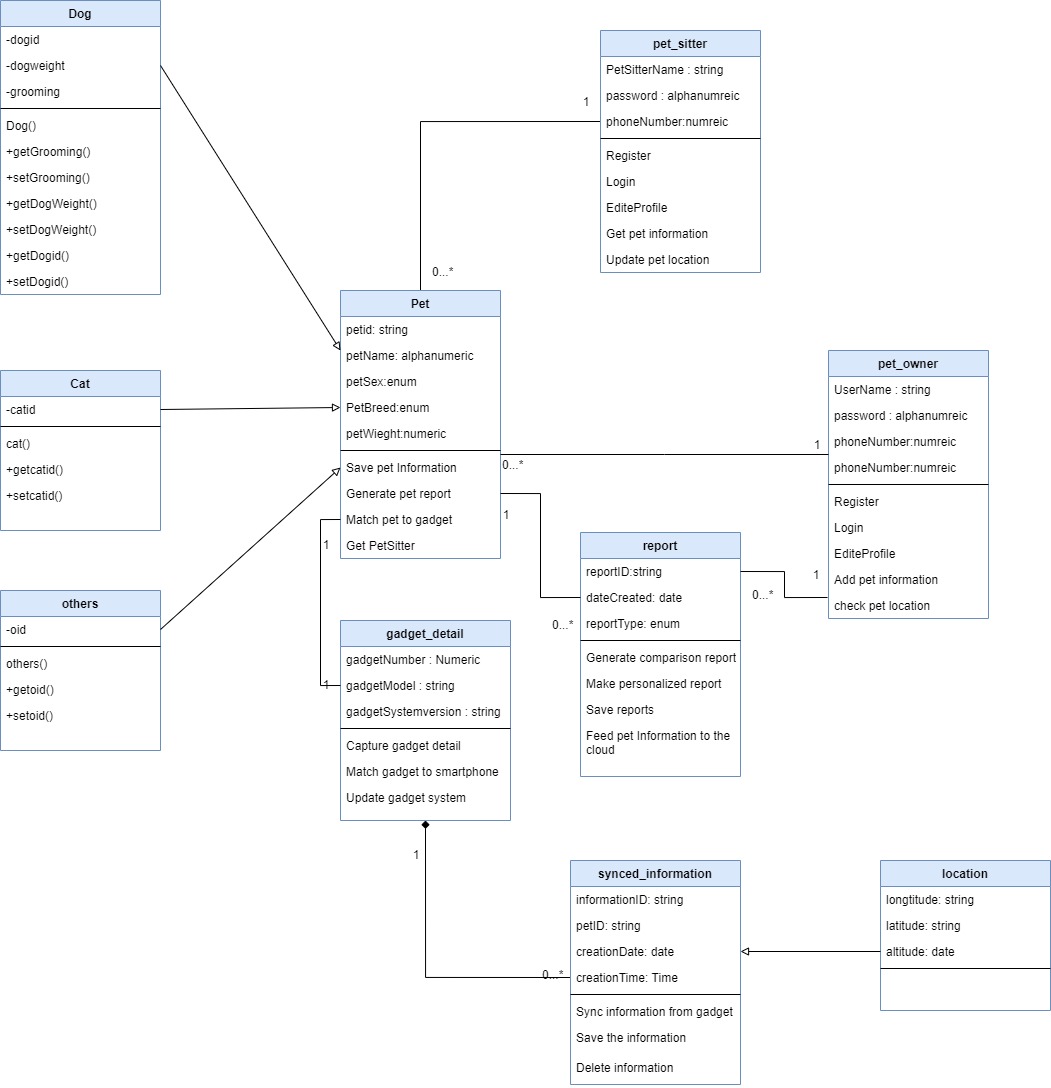 Dog
-dogid
-dogweight
-grooming
Dog()
+getGrooming()
+setGrooming()
+getDogWeight()
+setDogWeight()
+getDogid()
+setDogid()
pet_sitter
PetSitterName : string
password : alphanumreic
phoneNumber:numreic
Register
Login
EditeProfile
Get pet information
Update pet location
1
0...*
Pet
petid: string
petName: alphanumeric
petSex:enum
PetBreed:enum
petWieght:numeric
Save pet Information
Generate pet report
Match pet to gadget
Get PetSitter
Cat
-catid
cat()
+getcatid()
+setcatid()
pet_owner
UserName : string
password : alphanumreic
phoneNumber:numreic
phoneNumber:numreic
Register
Login
EditeProfile
Add pet information
check pet location
1
0...*
1
1
1
0...*
0...*
report
reportID:string
dateCreated: date
reportType: enum
Generate comparison report
Make personalized report
Save reports
Feed pet Information to the
cloud
others
-oid
others()
+getoid()
+setoid()
gadget_detail
gadgetNumber : Numeric
gadgetModel : string
gadgetSystemversion : string
Capture gadget detail
Match gadget to smartphone
Update gadget system
1
1
0...*
synced_information
informationID: string
petID: string
creationDate: date
creationTime: Time
Sync information from gadget
Save the information
Delete information
location
longtitude: string
latitude: string
altitude: date